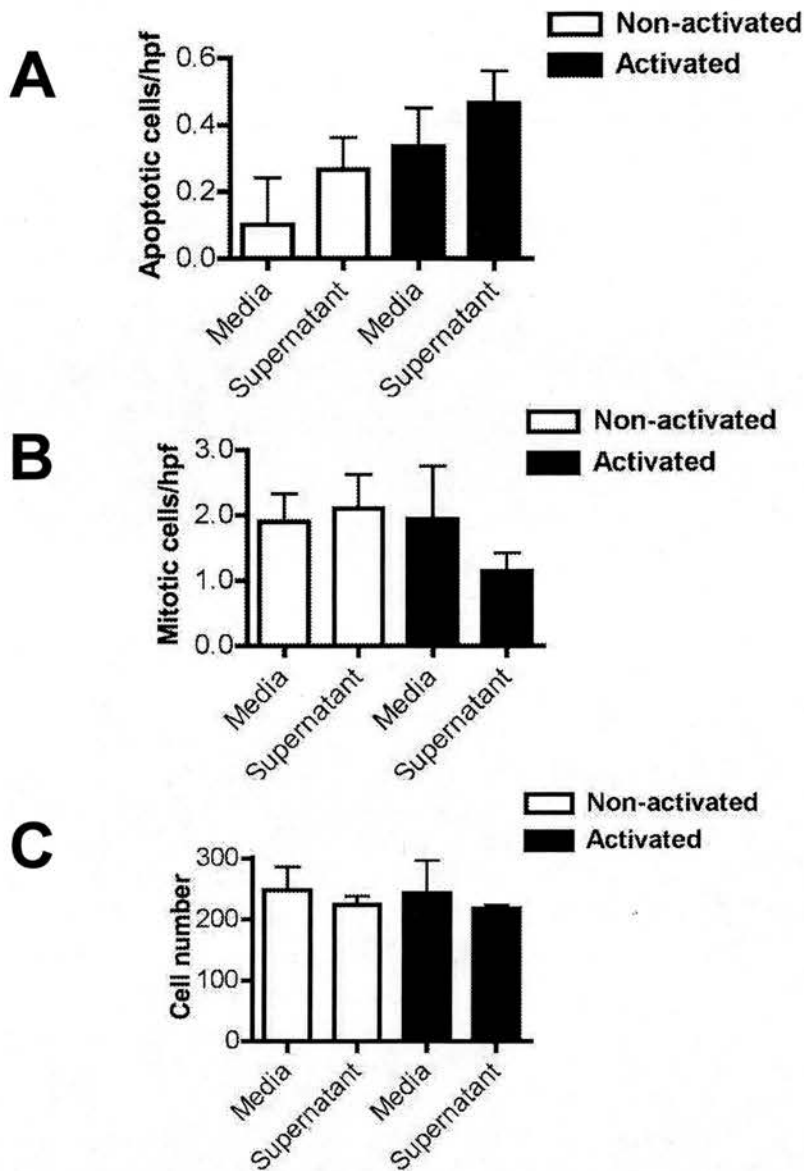 A
Non-activated
Activated
Apoptotic cells/hpf
0.6
0.4
0.2
0.0
Media
Supernatant
Media
Supernatant
B
Non-activated
Activated
Mitotic cells/hpf
3.0
2.0
1.0
0.0
Media
Supernatant
Media
Supernatant
C
Non-activated
Activated
Cell number
300
200
100
0
Media
Supernatant
Media
Supernatant